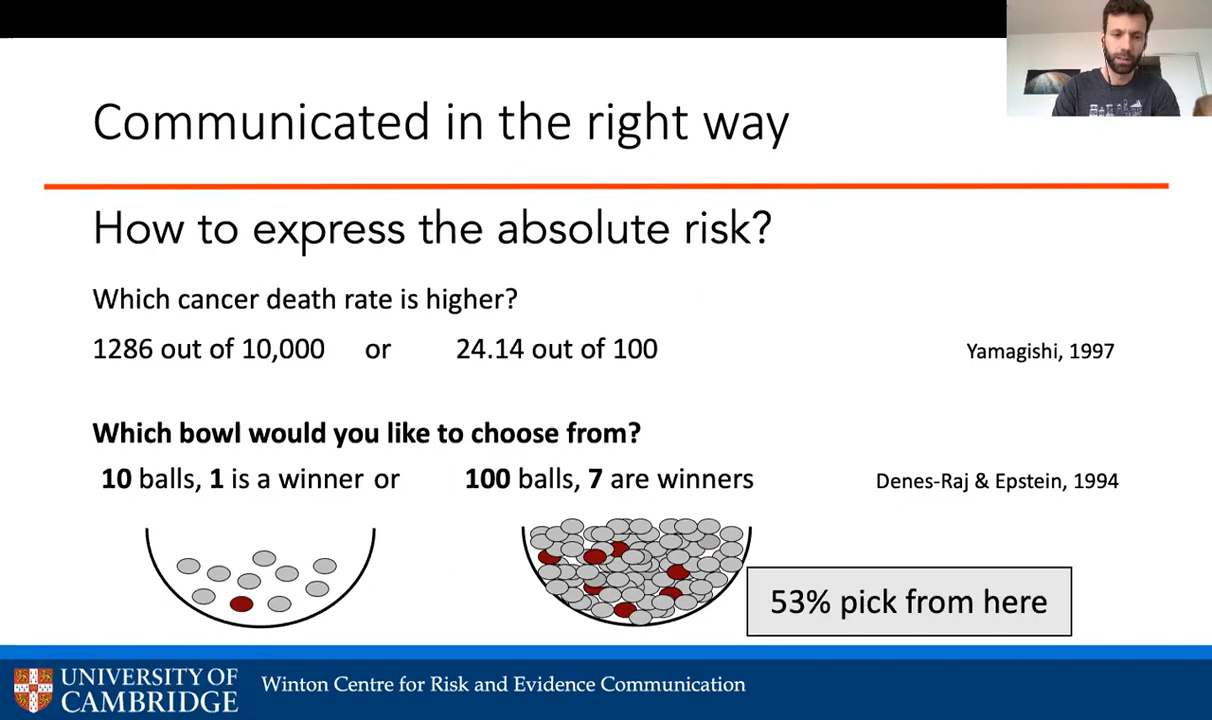 Communicated in the right way
How to express the absolute risk?
Which cancer death rate is higher?
1286 out of 10,000 or 24.14 out of 100 Yamagishi, 1997
Which bowl would you like to choose from?
10 balls, 1 is a winner or 100 balls, 7 are winners Denes-Raj & Epstein, 1994
53% pick from here
UNIVERSITY OF
CAMBRIDGE
Winton Centre for Risk and Evidence Communication